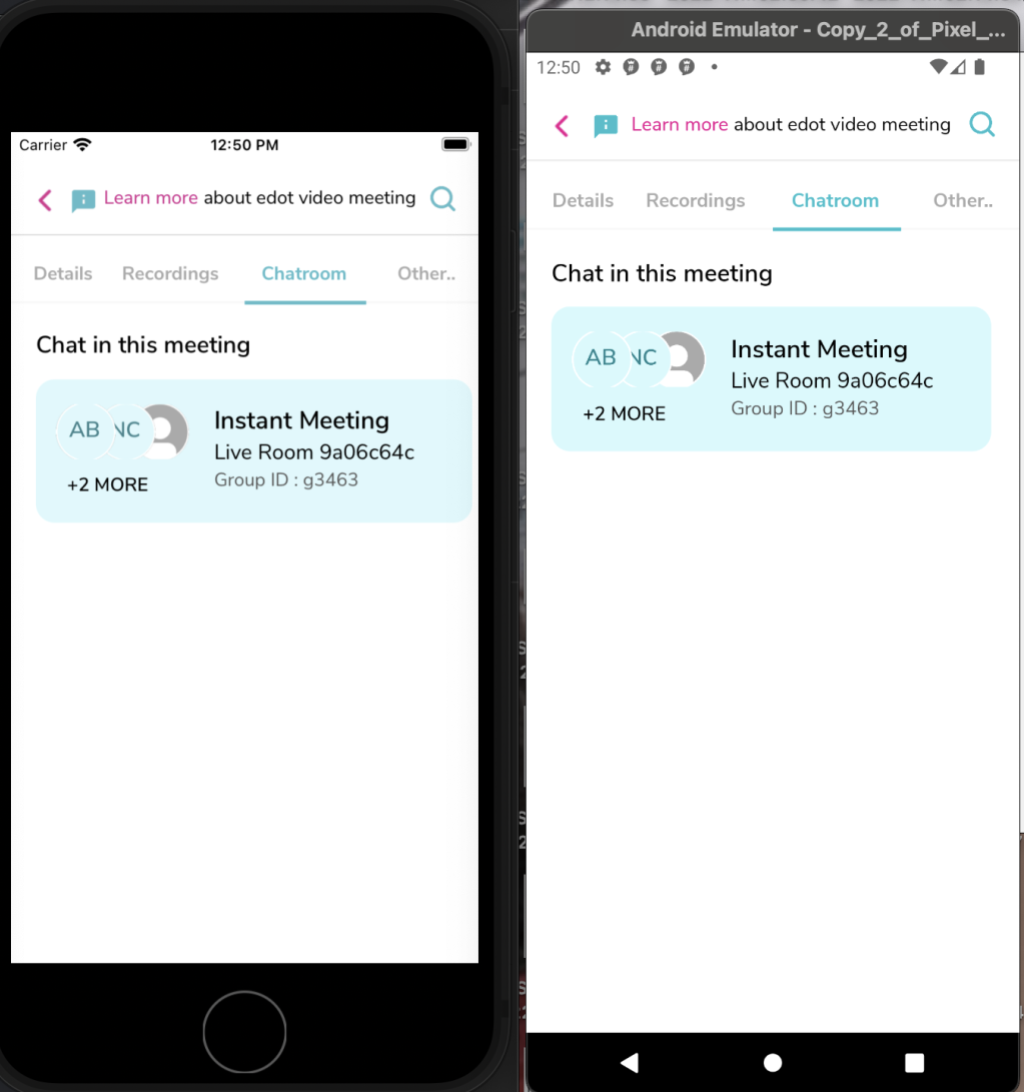 Carrier 12:50 PM
Learn more about edot video meeting
Details Recordings Chatroom Other..
Chat in this meeting
AB NC Instant Meeting
Live Room 9a06c64c
+2 MORE Group ID : g3463
Android Emulator - Copy_2_of_Pixel_...
12:50
Learn more about edot video meeting
Details Recordings Chatroom Other..
Chat in this meeting
AB NC Instant Meeting
Live Room 9a06c64c
+2 MORE Group ID : g3463